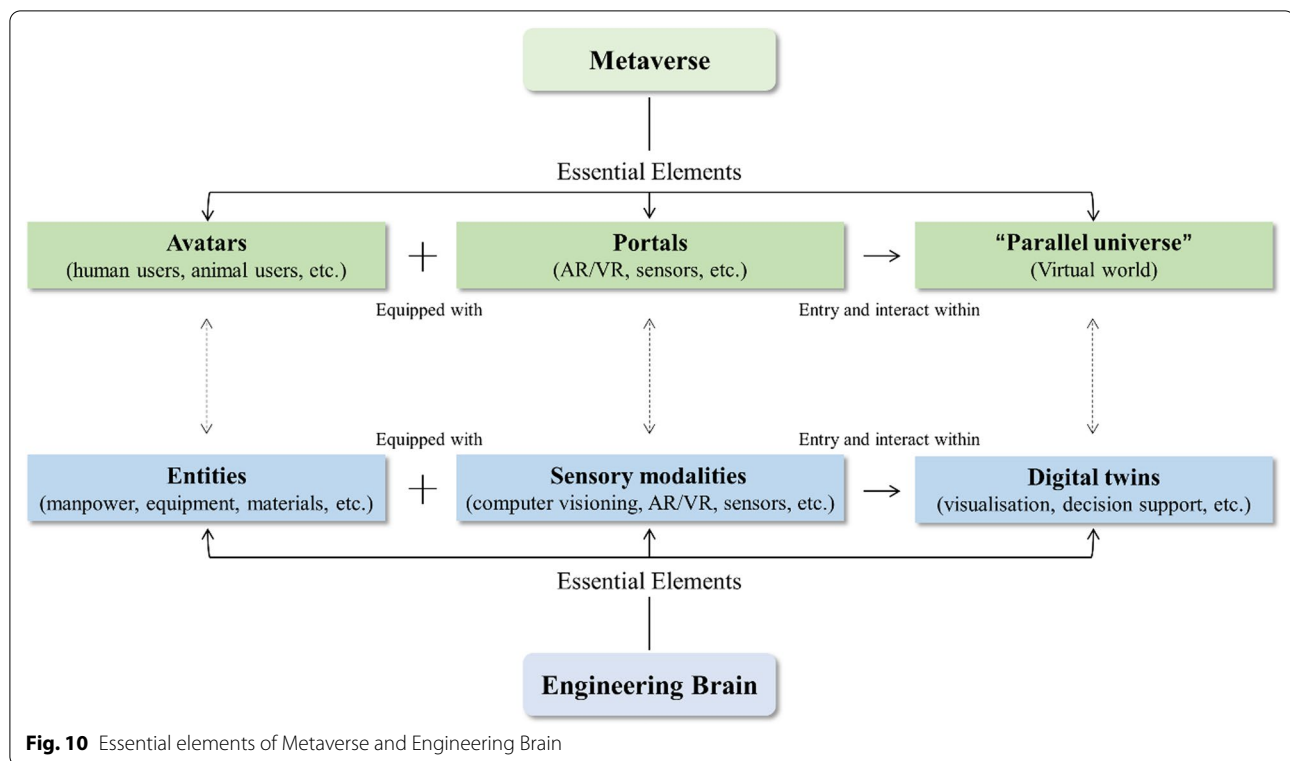 Metaverse
Essential Elements
Avatars
(human users, animal users, etc.)
+
Portals
(AR/VR, sensors, etc.)
“Parallel universe”
(Virtual world)
Equipped with
Entry and interact within
Equipped with
Entry and interact within
Entities
(manpower, equipment, materials, etc.)
+
Sensory modalities
(computer visioning, AR/VR, sensors, etc.)
Digital twins
(visualisation, decision support, etc.)
Essential Elements
Engineering Brain
Fig. 10 Essential elements of Metaverse and Engineering Brain